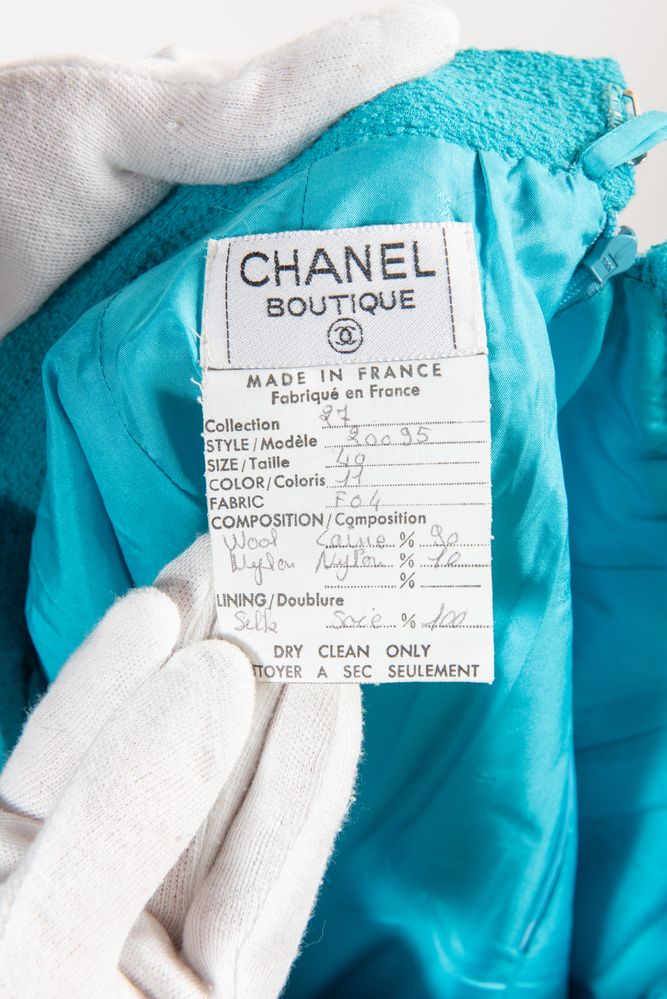 CHANEL
BOUTIQUE
MADE IN FRANCE
Fabriqué en France
Collection 27
STYLE/Modèle 20095
SIZE/Taille 40
COLOR/Coloris 11
FABRIC F04
COMPOSITION/Composition
Wool Laine % 90
Nylon Nylon % 10
%
LINING/Doublure
Silk Soie % 100
DRY CLEAN ONLY
TTOYER A SEC SEULEMENT